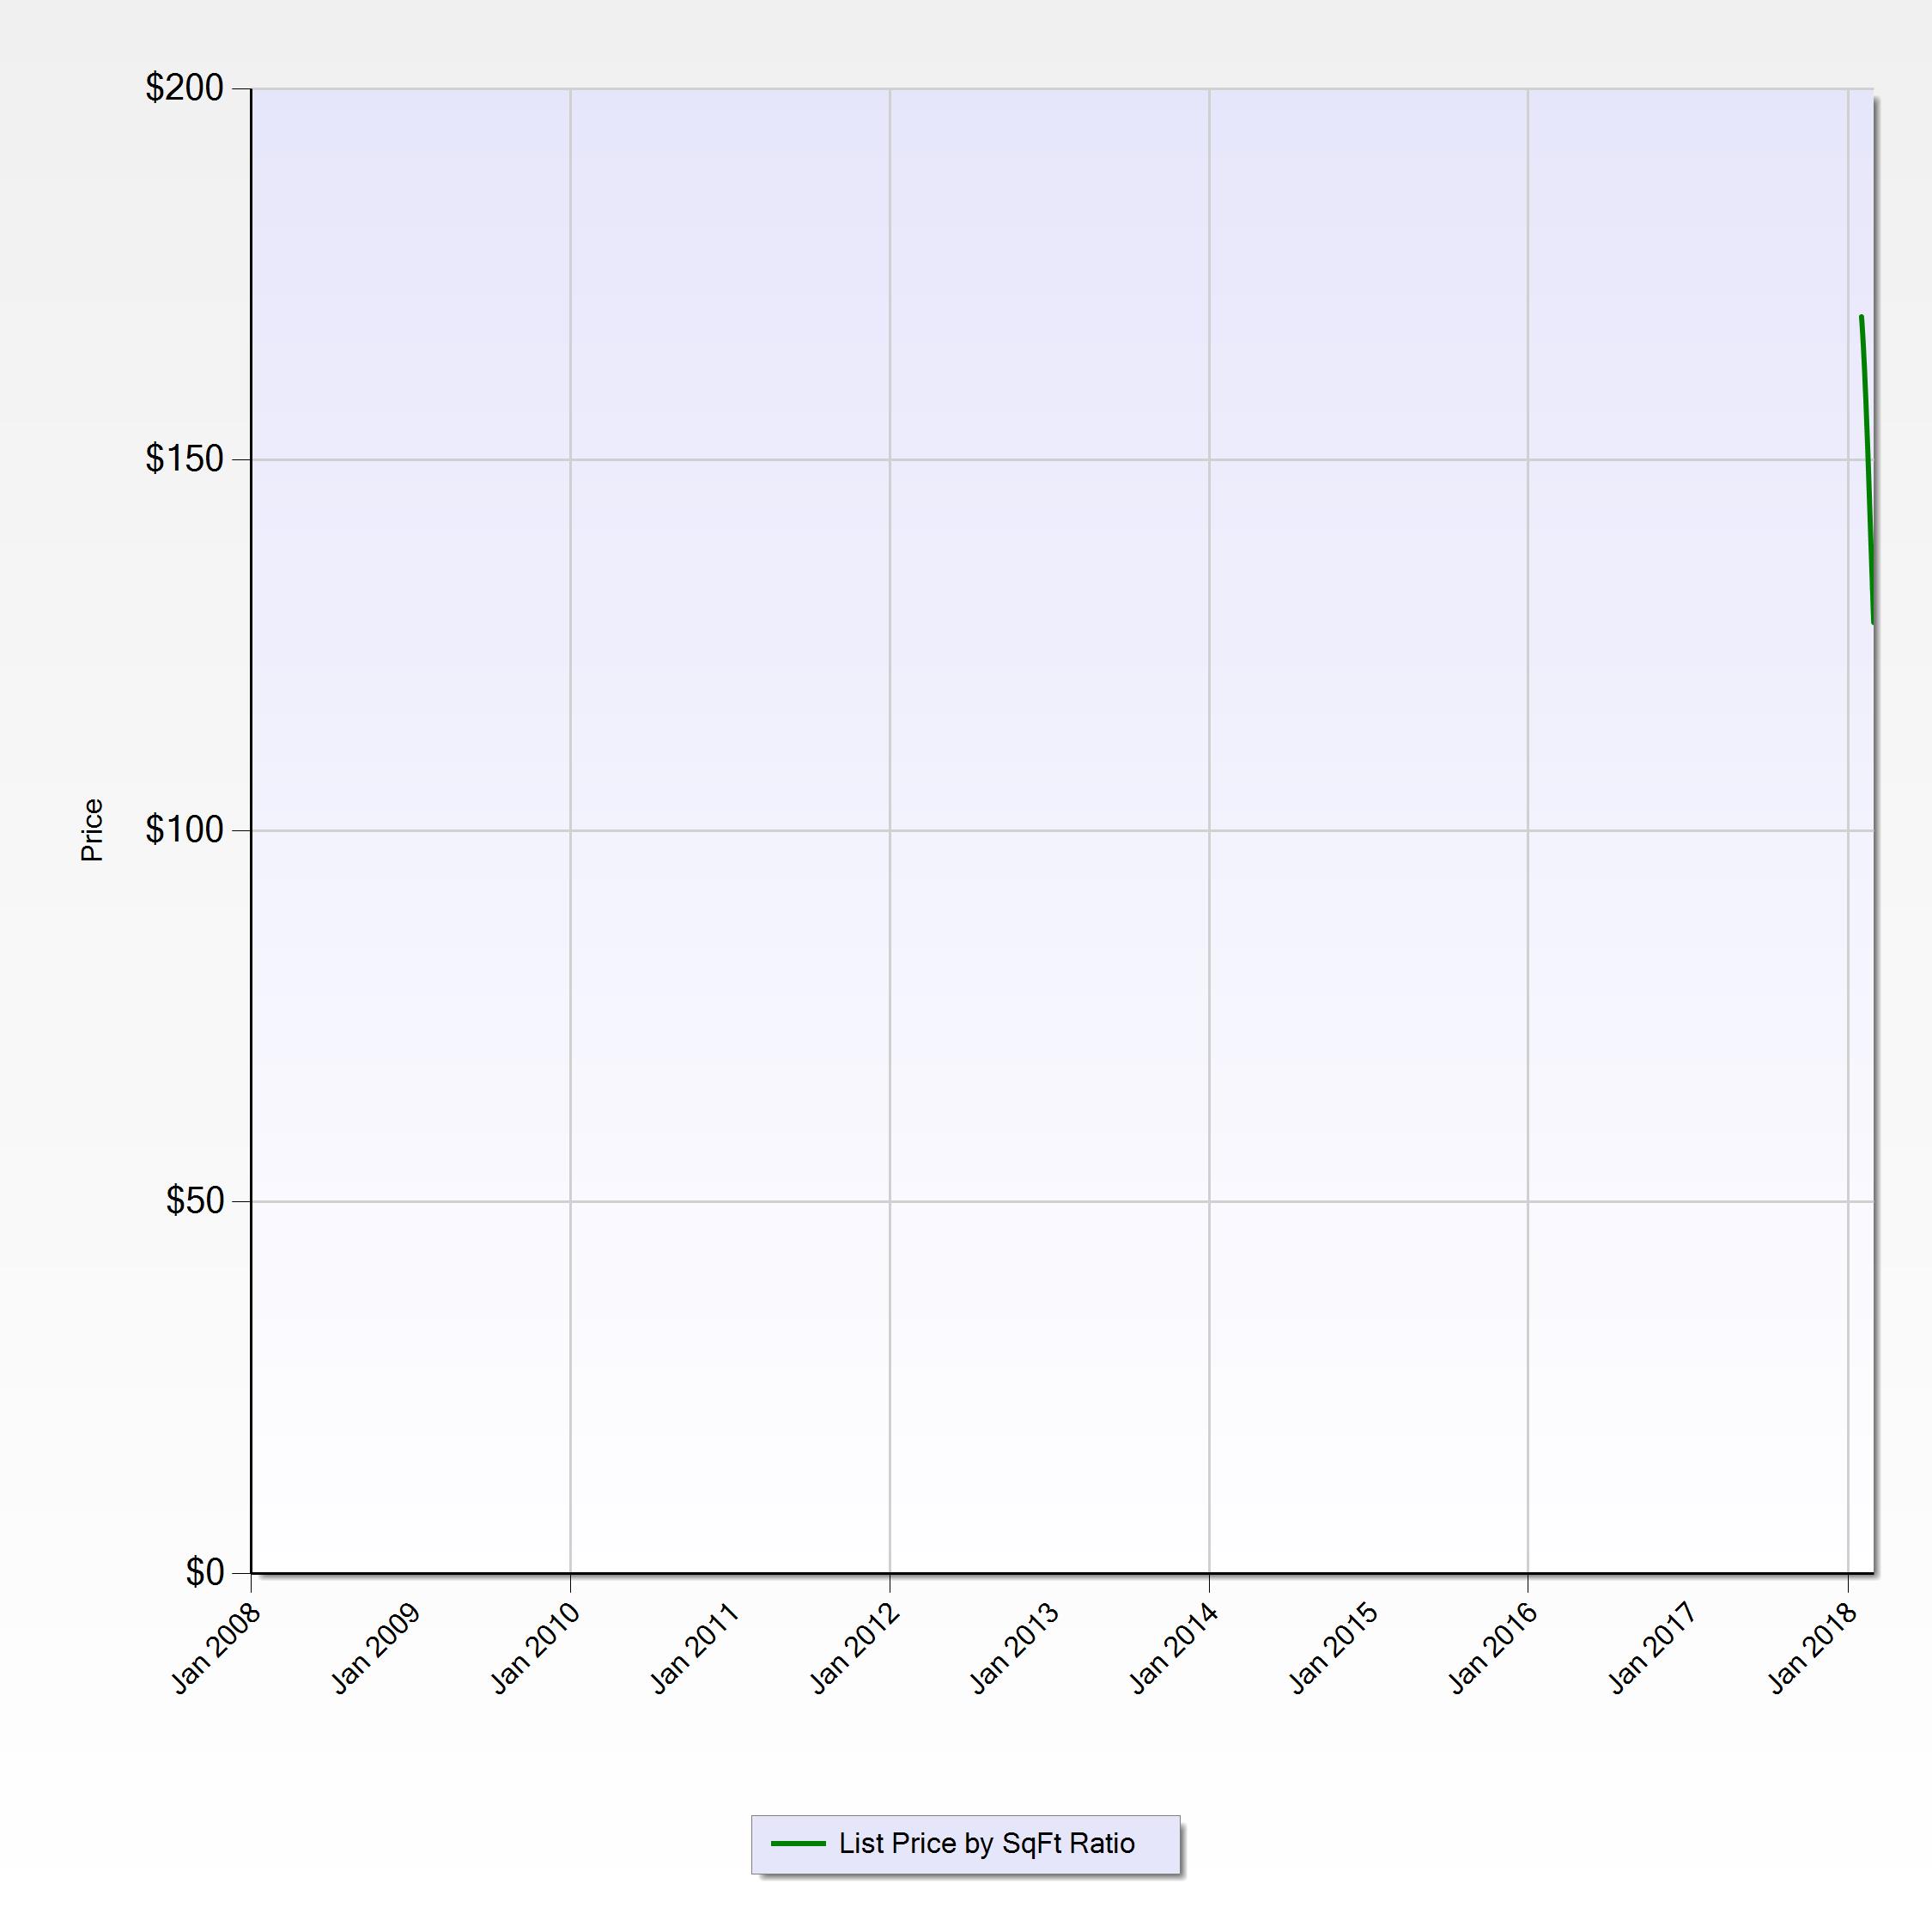 $200
$150
$100
$50
$0
Price
Jan 2008
Jan 2009
Jan 2010
Jan 2011
Jan 2012
Jan 2013
Jan 2014
Jan 2015
Jan 2016
Jan 2017
Jan 2018
List Price by SqFt Ratio